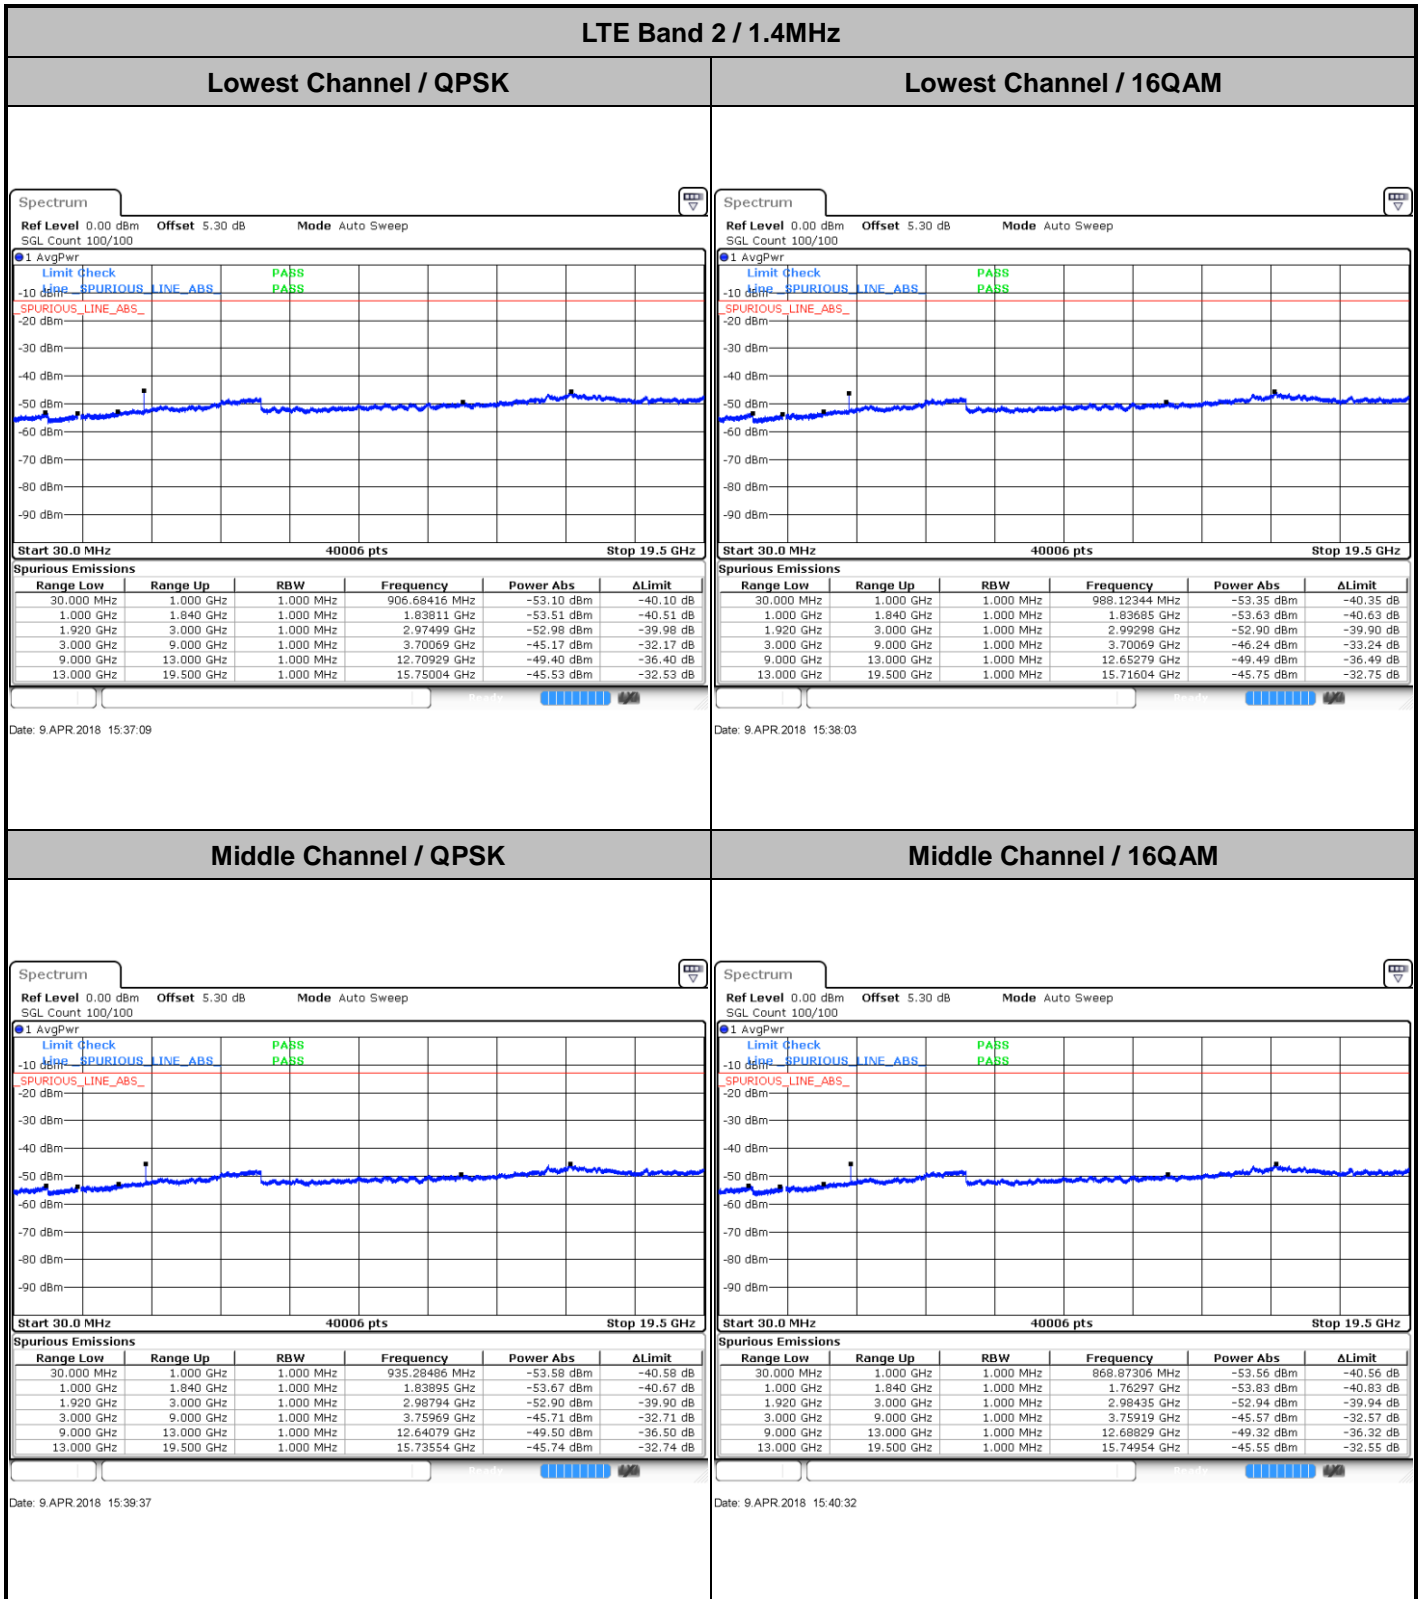 LTE Band 2 / 1.4MHz
Lowest Channel / QPSK
Lowest Channel / 16QAM
Spectrum
Ref Level 0.00 dBm Offset 5.30 dB Mode Auto Sweep
SGL Count 100/100
1 AvgPwr
Limit Check PASS
Line _SPURIOUS_LINE_ABS_ PASS
-10 dBm
_SPURIOUS_LINE_ABS_
-20 dBm
-30 dBm
-40 dBm
-50 dBm
-60 dBm
-70 dBm
-80 dBm
-90 dBm
Start 30.0 MHz 40006 pts Stop 19.5 GHz
Spurious Emissions
Range Low Range Up RBW Frequency Power Abs ΔLimit
30.000 MHz 1.000 GHz 1.000 MHz 906.68416 MHz -53.10 dBm -40.10 dB
1.000 GHz 1.840 GHz 1.000 MHz 1.83811 GHz -53.51 dBm -40.51 dB
1.920 GHz 3.000 GHz 1.000 MHz 2.97499 GHz -52.98 dBm -39.98 dB
3.000 GHz 9.000 GHz 1.000 MHz 3.70069 GHz -45.17 dBm -32.17 dB
9.000 GHz 13.000 GHz 1.000 MHz 12.70929 GHz -49.40 dBm -36.40 dB
13.000 GHz 19.500 GHz 1.000 MHz 15.75004 GHz -45.53 dBm -32.53 dB
Date: 9.APR.2018 15:37:09
Spectrum
Ref Level 0.00 dBm Offset 5.30 dB Mode Auto Sweep
SGL Count 100/100
1 AvgPwr
Limit Check PASS
Line _SPURIOUS_LINE_ABS_ PASS
-10 dBm
_SPURIOUS_LINE_ABS_
-20 dBm
-30 dBm
-40 dBm
-50 dBm
-60 dBm
-70 dBm
-80 dBm
-90 dBm
Start 30.0 MHz 40006 pts Stop 19.5 GHz
Spurious Emissions
Range Low Range Up RBW Frequency Power Abs ΔLimit
30.000 MHz 1.000 GHz 1.000 MHz 988.12344 MHz -53.35 dBm -40.35 dB
1.000 GHz 1.840 GHz 1.000 MHz 1.83685 GHz -53.63 dBm -40.63 dB
1.920 GHz 3.000 GHz 1.000 MHz 2.99298 GHz -52.90 dBm -39.90 dB
3.000 GHz 9.000 GHz 1.000 MHz 3.70069 GHz -46.24 dBm -33.24 dB
9.000 GHz 13.000 GHz 1.000 MHz 12.65279 GHz -49.49 dBm -36.49 dB
13.000 GHz 19.500 GHz 1.000 MHz 15.71604 GHz -45.75 dBm -32.75 dB
Date: 9.APR.2018 15:38:03
Middle Channel / QPSK
Middle Channel / 16QAM
Spectrum
Ref Level 0.00 dBm Offset 5.30 dB Mode Auto Sweep
SGL Count 100/100
1 AvgPwr
Limit Check PASS
Line _SPURIOUS_LINE_ABS_ PASS
-10 dBm
_SPURIOUS_LINE_ABS_
-20 dBm
-30 dBm
-40 dBm
-50 dBm
-60 dBm
-70 dBm
-80 dBm
-90 dBm
Start 30.0 MHz 40006 pts Stop 19.5 GHz
Spurious Emissions
Range Low Range Up RBW Frequency Power Abs ΔLimit
30.000 MHz 1.000 GHz 1.000 MHz 935.28486 MHz -53.58 dBm -40.58 dB
1.000 GHz 1.840 GHz 1.000 MHz 1.83895 GHz -53.67 dBm -40.67 dB
1.920 GHz 3.000 GHz 1.000 MHz 2.98794 GHz -52.90 dBm -39.90 dB
3.000 GHz 9.000 GHz 1.000 MHz 3.75969 GHz -45.71 dBm -32.71 dB
9.000 GHz 13.000 GHz 1.000 MHz 12.64079 GHz -49.50 dBm -36.50 dB
13.000 GHz 19.500 GHz 1.000 MHz 15.73554 GHz -45.74 dBm -32.74 dB
Date: 9.APR.2018 15:39:37
Spectrum
Ref Level 0.00 dBm Offset 5.30 dB Mode Auto Sweep
SGL Count 100/100
1 AvgPwr
Limit Check PASS
Line _SPURIOUS_LINE_ABS_ PASS
-10 dBm
_SPURIOUS_LINE_ABS_
-20 dBm
-30 dBm
-40 dBm
-50 dBm
-60 dBm
-70 dBm
-80 dBm
-90 dBm
Start 30.0 MHz 40006 pts Stop 19.5 GHz
Spurious Emissions
Range Low Range Up RBW Frequency Power Abs ΔLimit
30.000 MHz 1.000 GHz 1.000 MHz 868.87306 MHz -53.56 dBm -40.56 dB
1.000 GHz 1.840 GHz 1.000 MHz 1.76297 GHz -53.83 dBm -40.83 dB
1.920 GHz 3.000 GHz 1.000 MHz 2.98435 GHz -52.94 dBm -39.94 dB
3.000 GHz 9.000 GHz 1.000 MHz 3.75919 GHz -45.57 dBm -32.57 dB
9.000 GHz 13.000 GHz 1.000 MHz 12.68829 GHz -49.32 dBm -36.32 dB
13.000 GHz 19.500 GHz 1.000 MHz 15.74954 GHz -45.55 dBm -32.55 dB
Date: 9.APR.2018 15:40:32